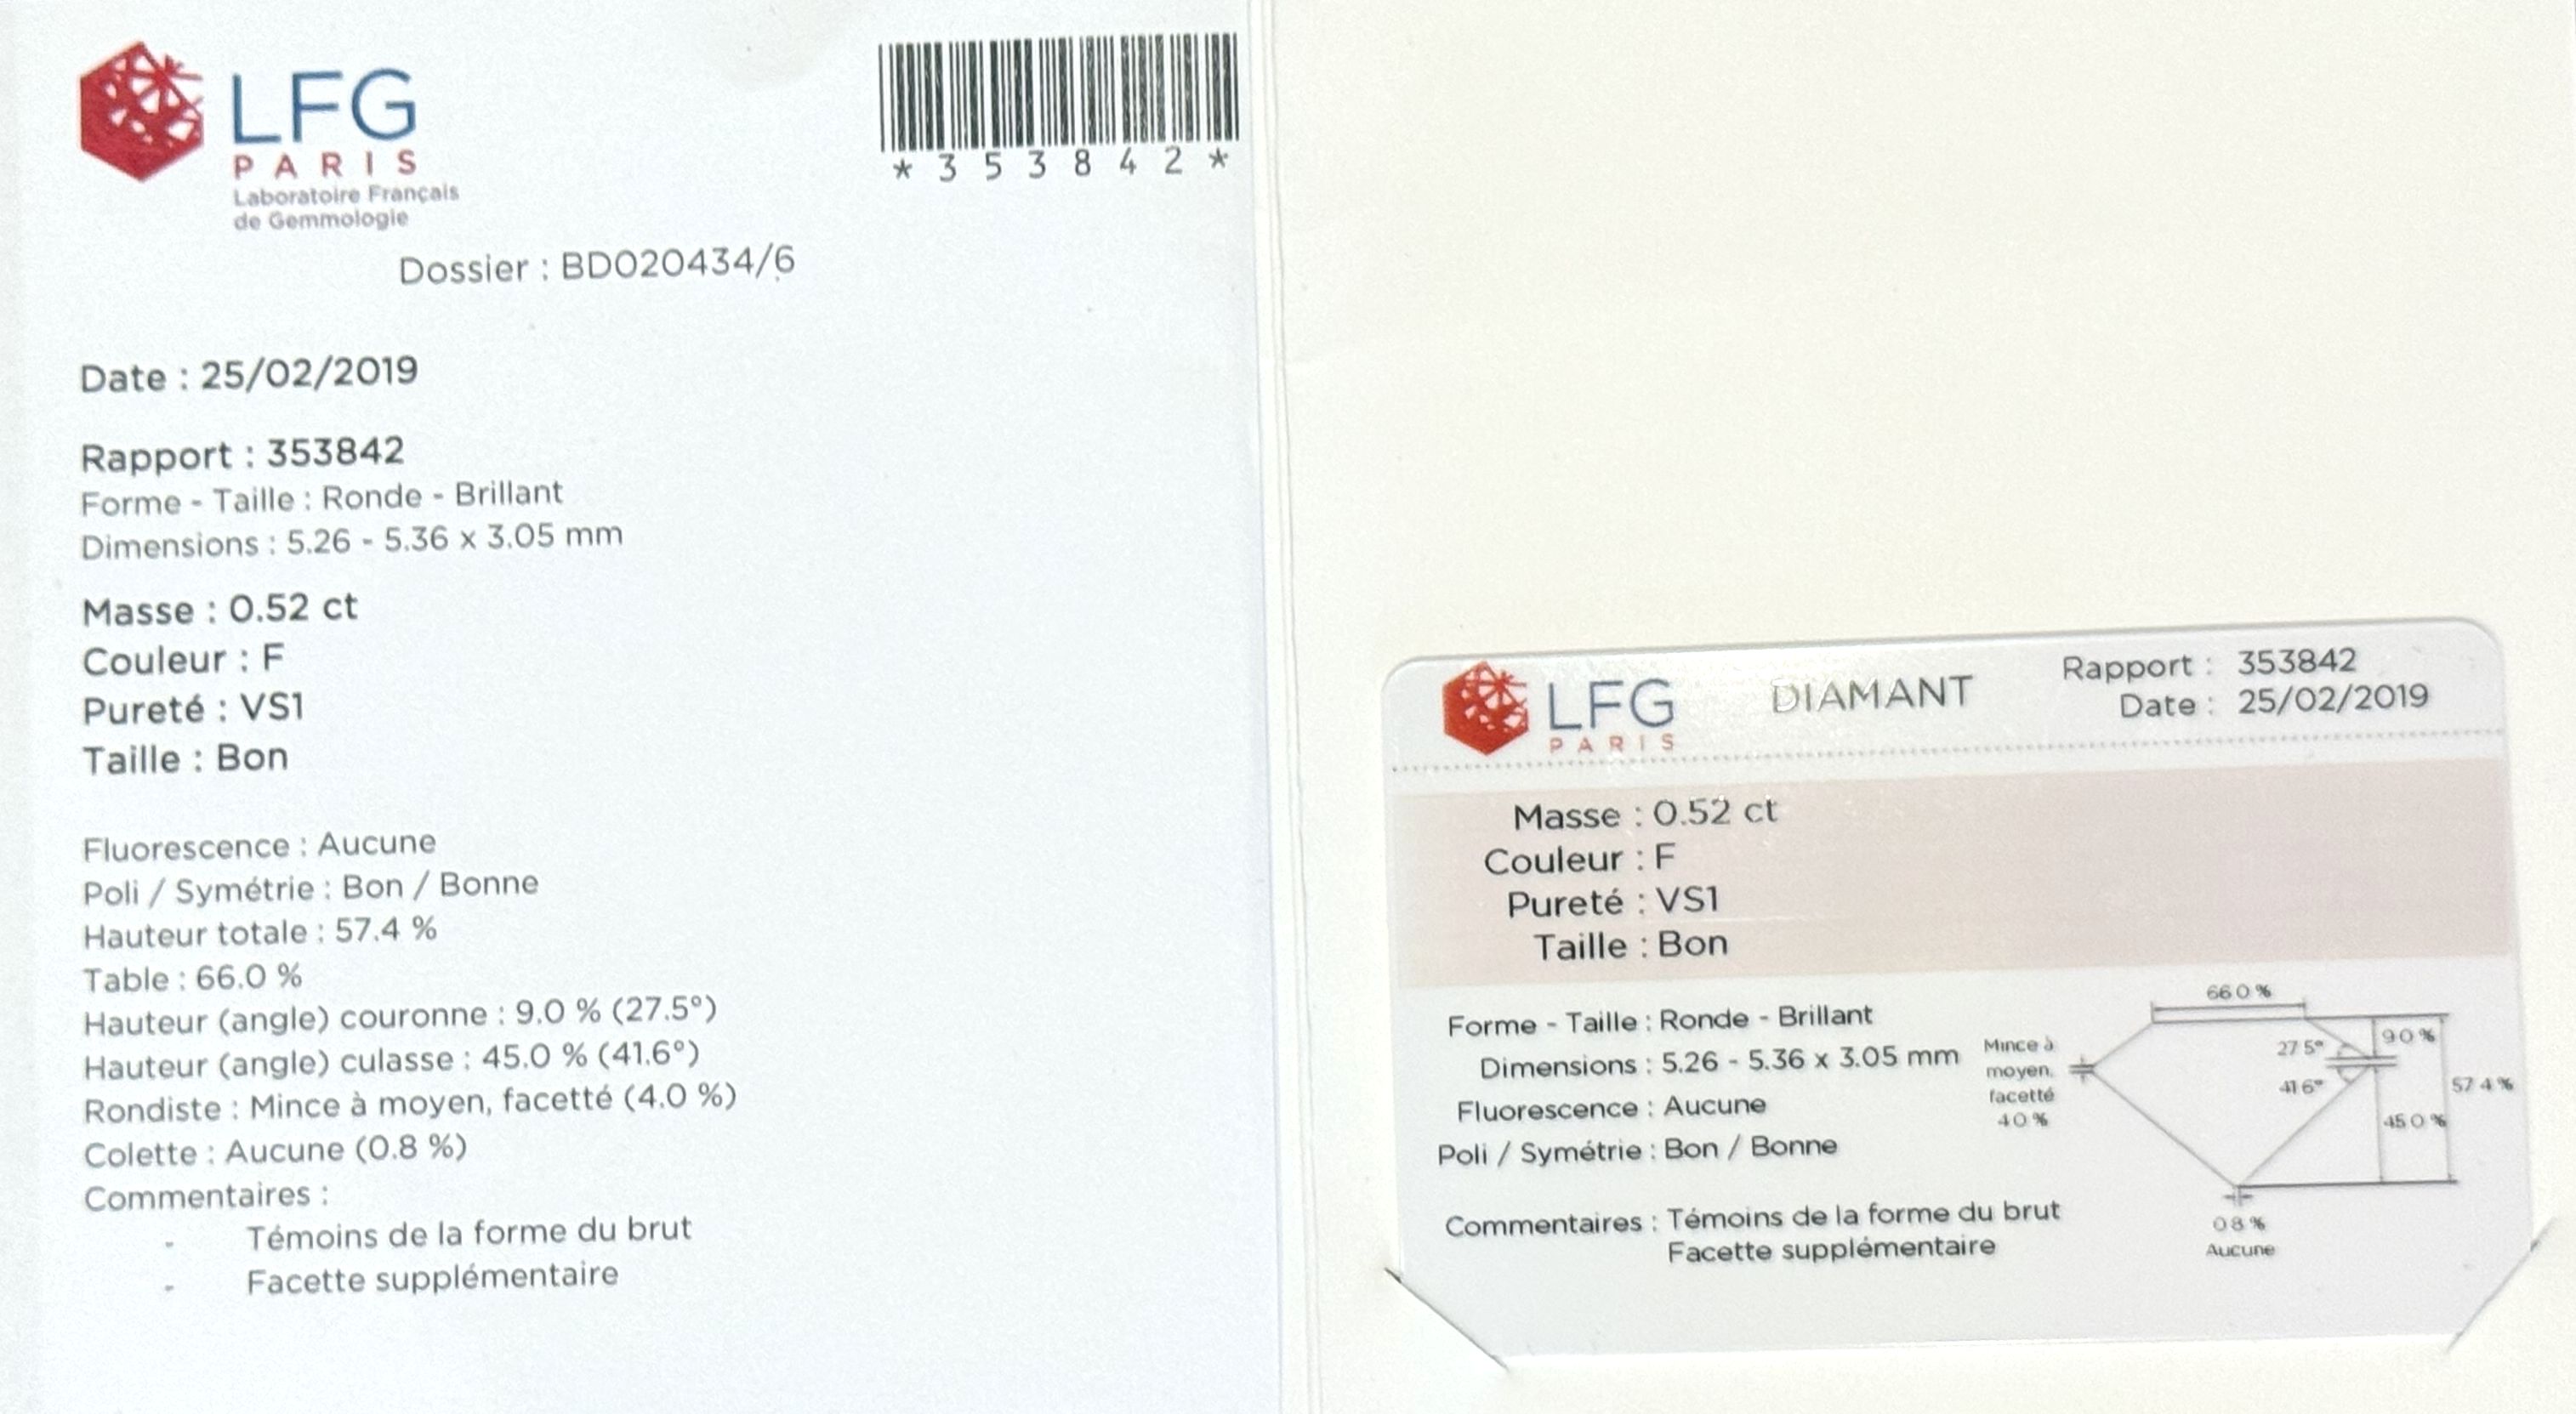 LFG
PARIS
Laboratoire Français
de Gemmologie
*353842*
Dossier : BD020434/6
Date : 25/02/2019
Rapport : 353842
Forme - Taille : Ronde - Brillant
Dimensions : 5.26 - 5.36 x 3.05 mm
Masse : 0.52 ct
Couleur : F
Pureté : VS1
Taille : Bon
Fluorescence : Aucune
Poli / Symétrie : Bon / Bonne
Hauteur totale : 57.4 %
Table : 66.0 %
Hauteur (angle) couronne : 9.0 % (27.5°)
Hauteur (angle) culasse : 45.0 % (41.6°)
Rondiste : Mince à moyen, facetté (4.0 %)
Colette : Aucune (0.8 %)
Commentaires :
- Témoins de la forme du brut
- Facette supplémentaire
LFG
PARIS
DIAMANT
Rapport : 353842
Date : 25/02/2019
Masse : 0.52 ct
Couleur : F
Pureté : VS1
Taille : Bon
Forme - Taille : Ronde - Brillant
Dimensions : 5.26 - 5.36 x 3.05 mm
Fluorescence : Aucune
Poli / Symétrie : Bon / Bonne
Commentaires : Témoins de la forme du brut
Facette supplémentaire
66.0 %
Mince à
moyen,
facetté
4.0 %
27.5°
41.6°
9.0 %
45.0 %
57.4 %
0.8 %
Aucune